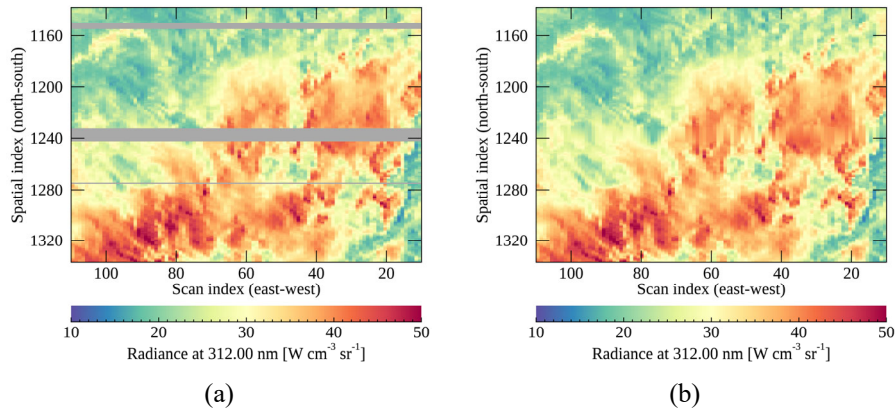 1160
1200
1240
1280
1320
Spatial index (north-south)
100 80 60 40 20
Scan index (east-west)
10 20 30 40 50
Radiance at 312.00 nm [W cm⁻³ sr⁻¹]
(a)
1160
1200
1240
1280
1320
Spatial index (north-south)
100 80 60 40 20
Scan index (east-west)
10 20 30 40 50
Radiance at 312.00 nm [W cm⁻³ sr⁻¹]
(b)